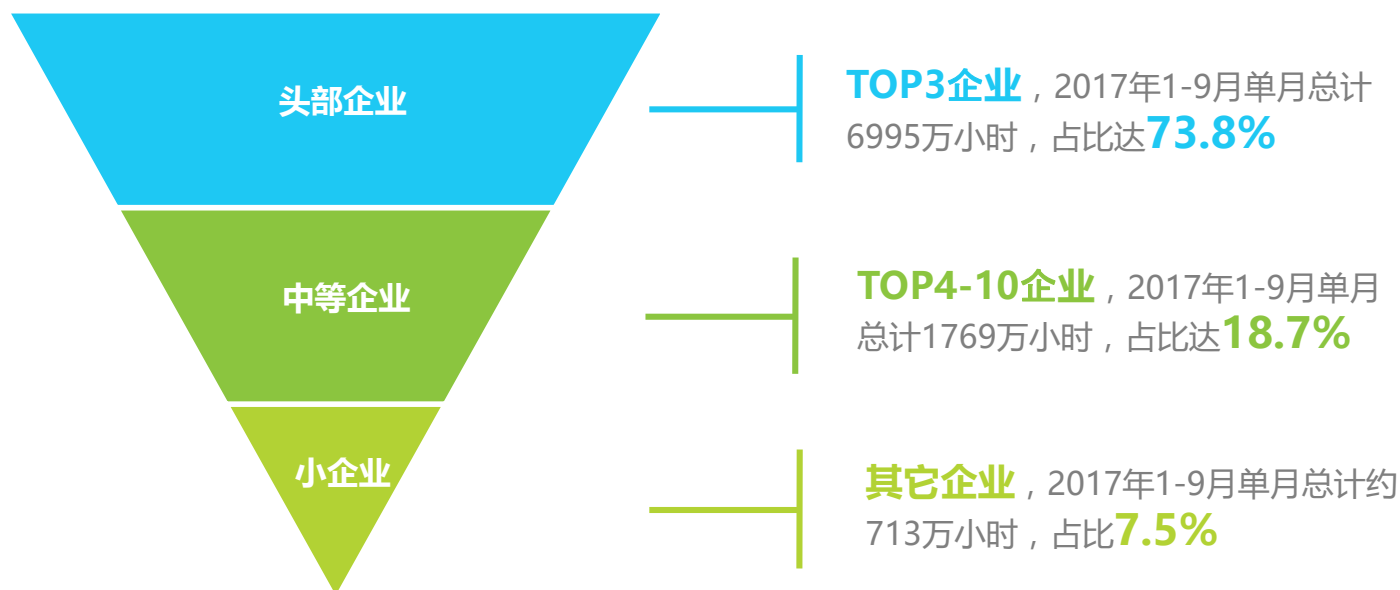 头部企业
TOP3企业，2017年1-9月单月总计
6995万小时，占比达73.8%
中等企业
TOP4-10企业，2017年1-9月单月
总计1769万小时，占比达18.7%
小企业
其它企业，2017年1-9月单月总计约
713万小时，占比7.5%